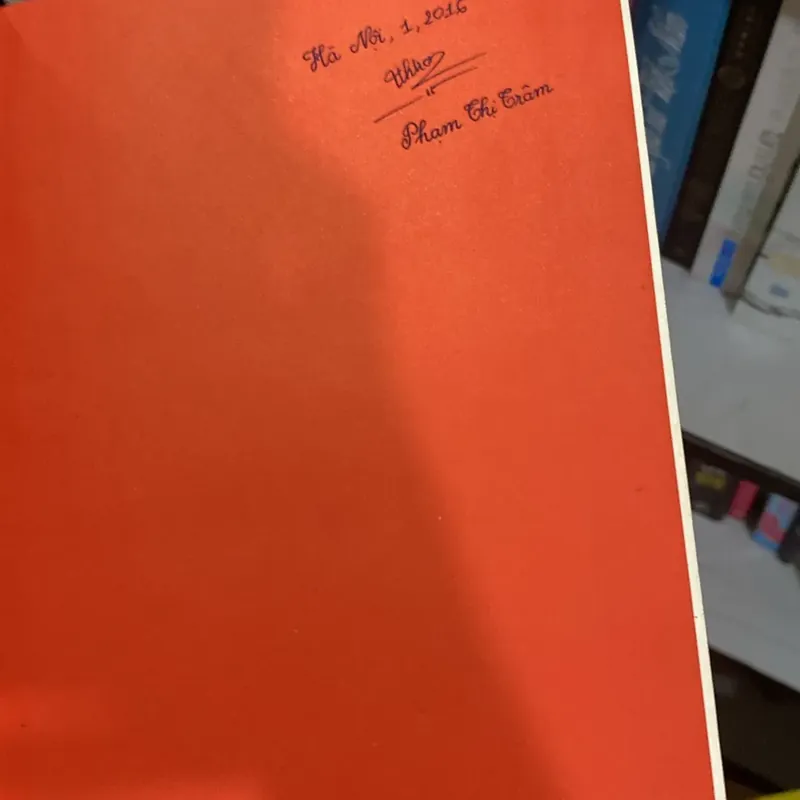 Hà Nội, 1, 2016
Phạm Thị Trâm